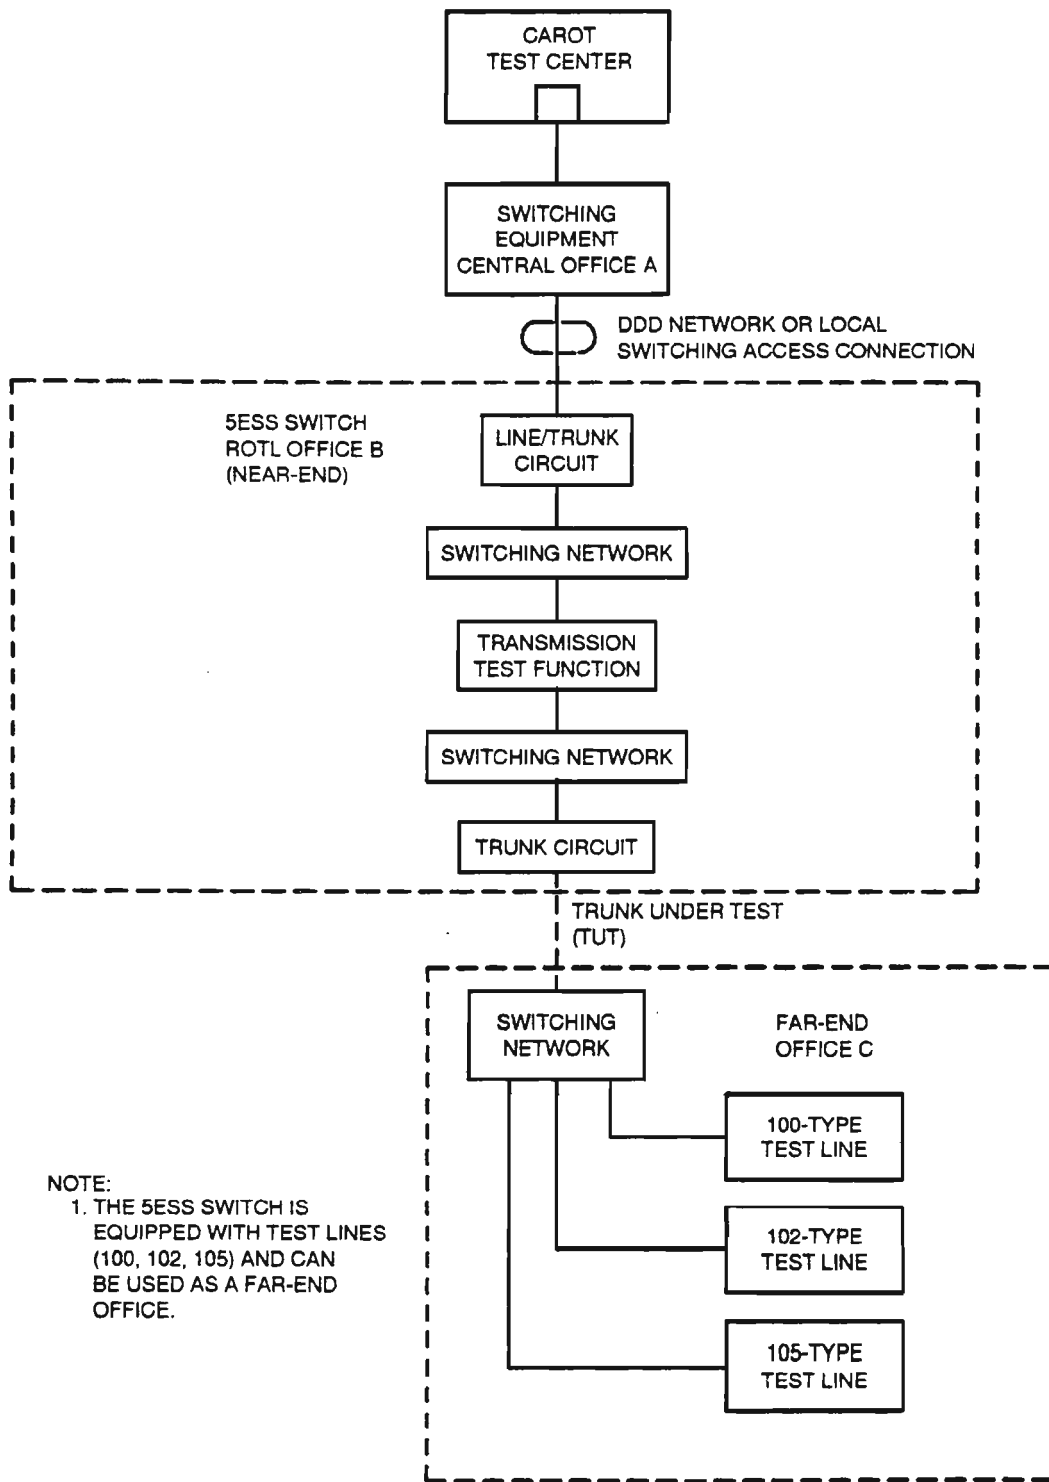 CAROT
TEST CENTER
SWITCHING
EQUIPMENT
CENTRAL OFFICE A
DDD NETWORK OR LOCAL
SWITCHING ACCESS CONNECTION
5ESS SWITCH
ROTL OFFICE B
(NEAR-END)
LINE/TRUNK
CIRCUIT
SWITCHING NETWORK
TRANSMISSION
TEST FUNCTION
SWITCHING NETWORK
TRUNK CIRCUIT
TRUNK UNDER TEST
(TUT)
SWITCHING
NETWORK
FAR-END
OFFICE C
100-TYPE
TEST LINE
102-TYPE
TEST LINE
105-TYPE
TEST LINE
NOTE:
1. THE 5ESS SWITCH IS
EQUIPPED WITH TEST LINES
(100, 102, 105) AND CAN
BE USED AS A FAR-END
OFFICE.